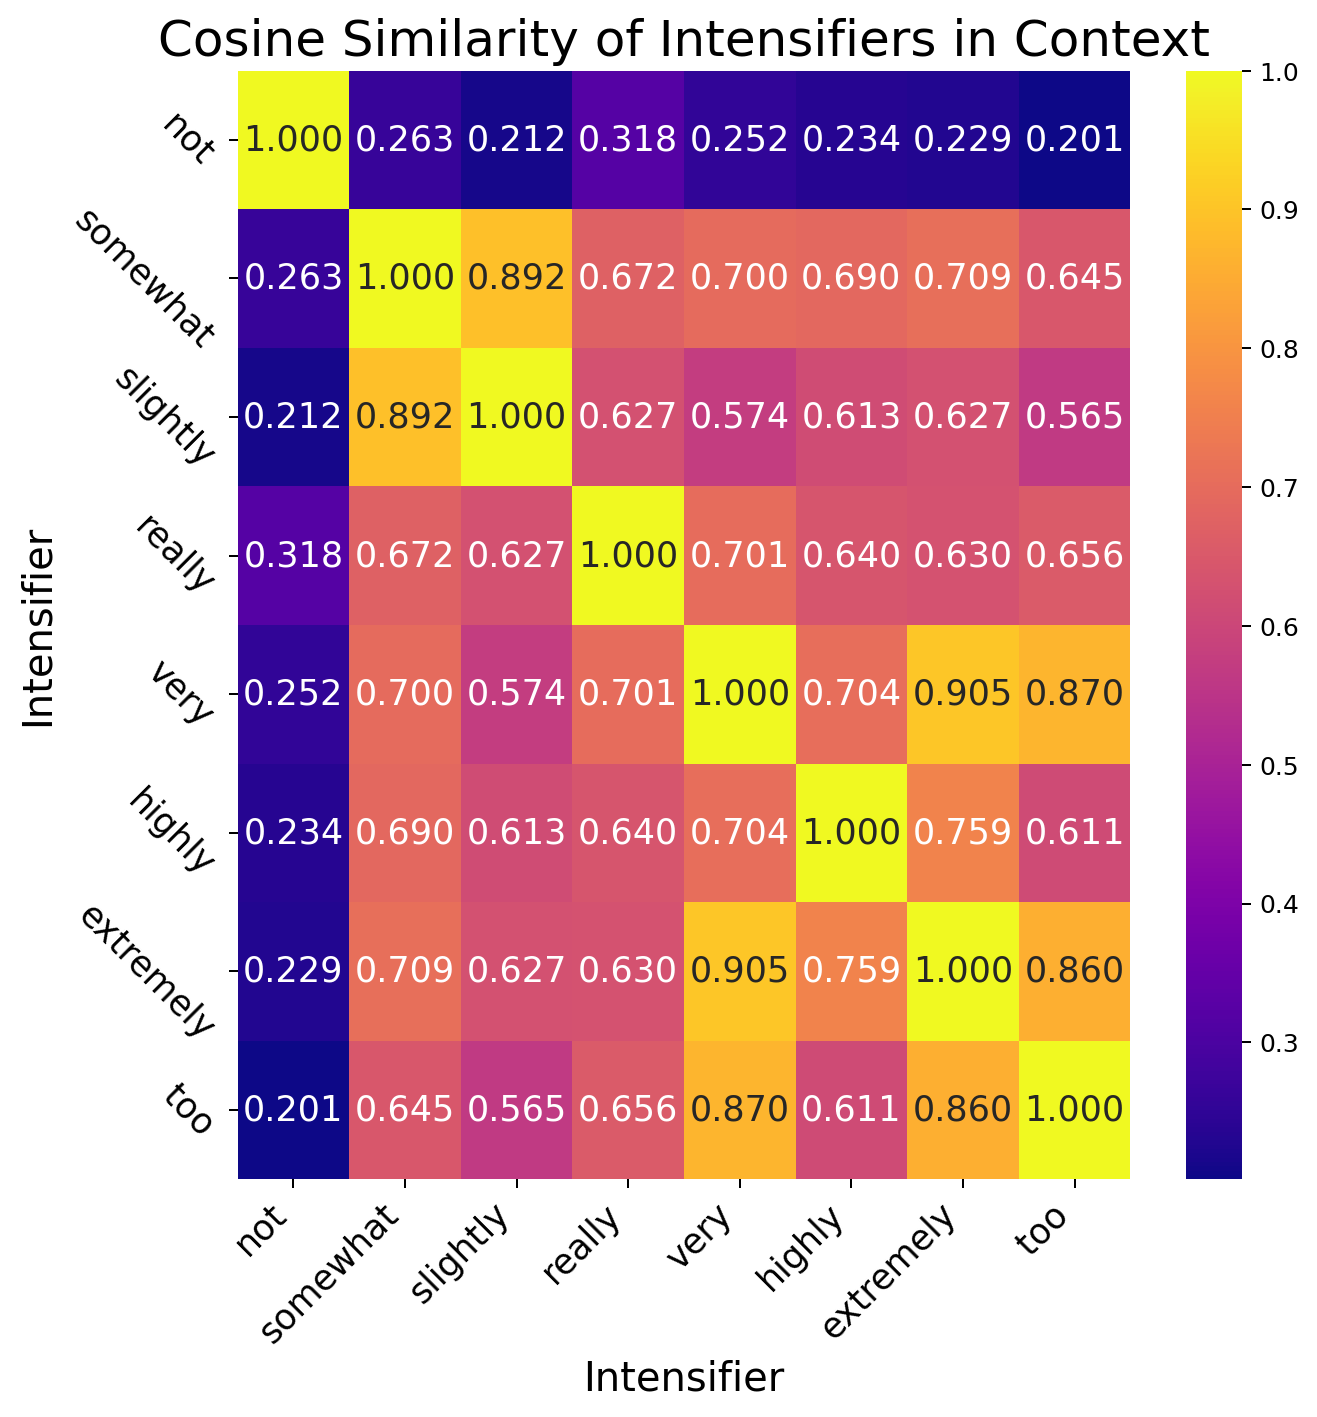 Cosine Similarity of Intensifiers in Context
not 1.000 0.263 0.212 0.318 0.252 0.234 0.229 0.201
somewhat 0.263 1.000 0.892 0.672 0.700 0.690 0.709 0.645
slightly 0.212 0.892 1.000 0.627 0.574 0.613 0.627 0.565
really 0.318 0.672 0.627 1.000 0.701 0.640 0.630 0.656
very 0.252 0.700 0.574 0.701 1.000 0.704 0.905 0.870
highly 0.234 0.690 0.613 0.640 0.704 1.000 0.759 0.611
extremely 0.229 0.709 0.627 0.630 0.905 0.759 1.000 0.860
too 0.201 0.645 0.565 0.656 0.870 0.611 0.860 1.000
not somewhat slightly really very highly extremely too
Intensifier
Intensifier
1.0
0.9
0.8
0.7
0.6
0.5
0.4
0.3